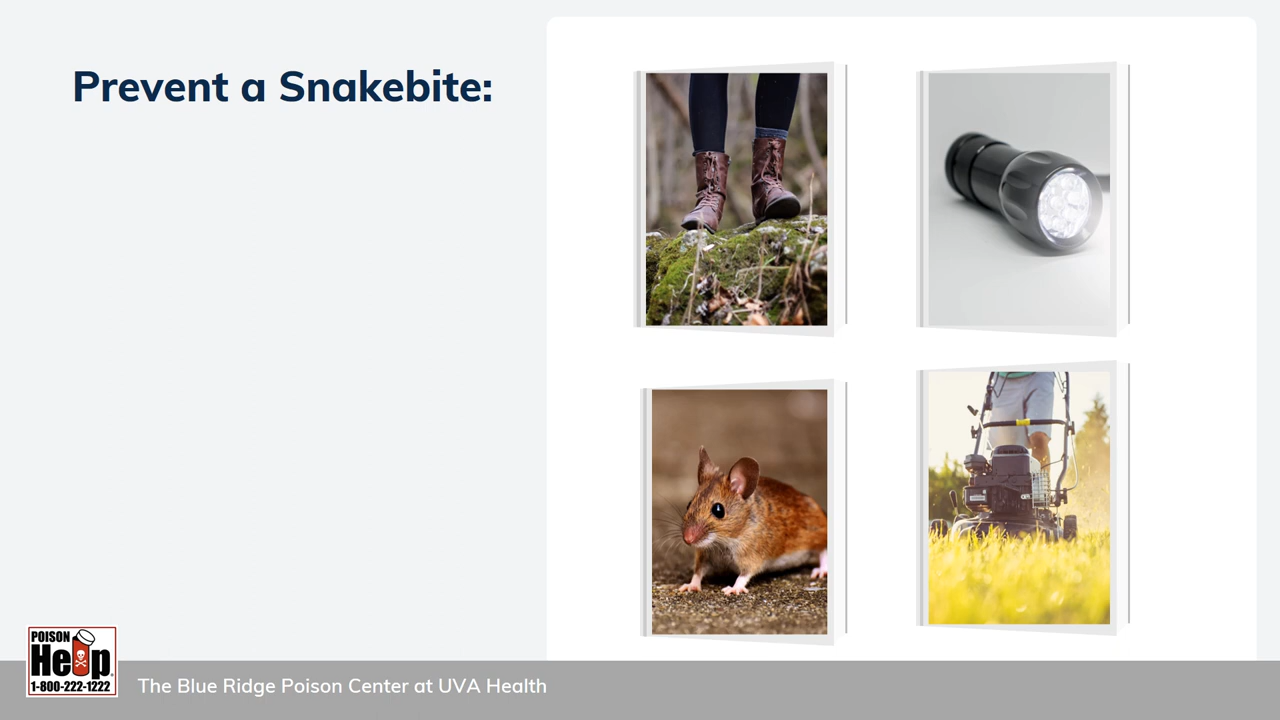 Prevent a Snakebite:
POISON
Help
1-800-222-1222
The Blue Ridge Poison Center at UVA Health